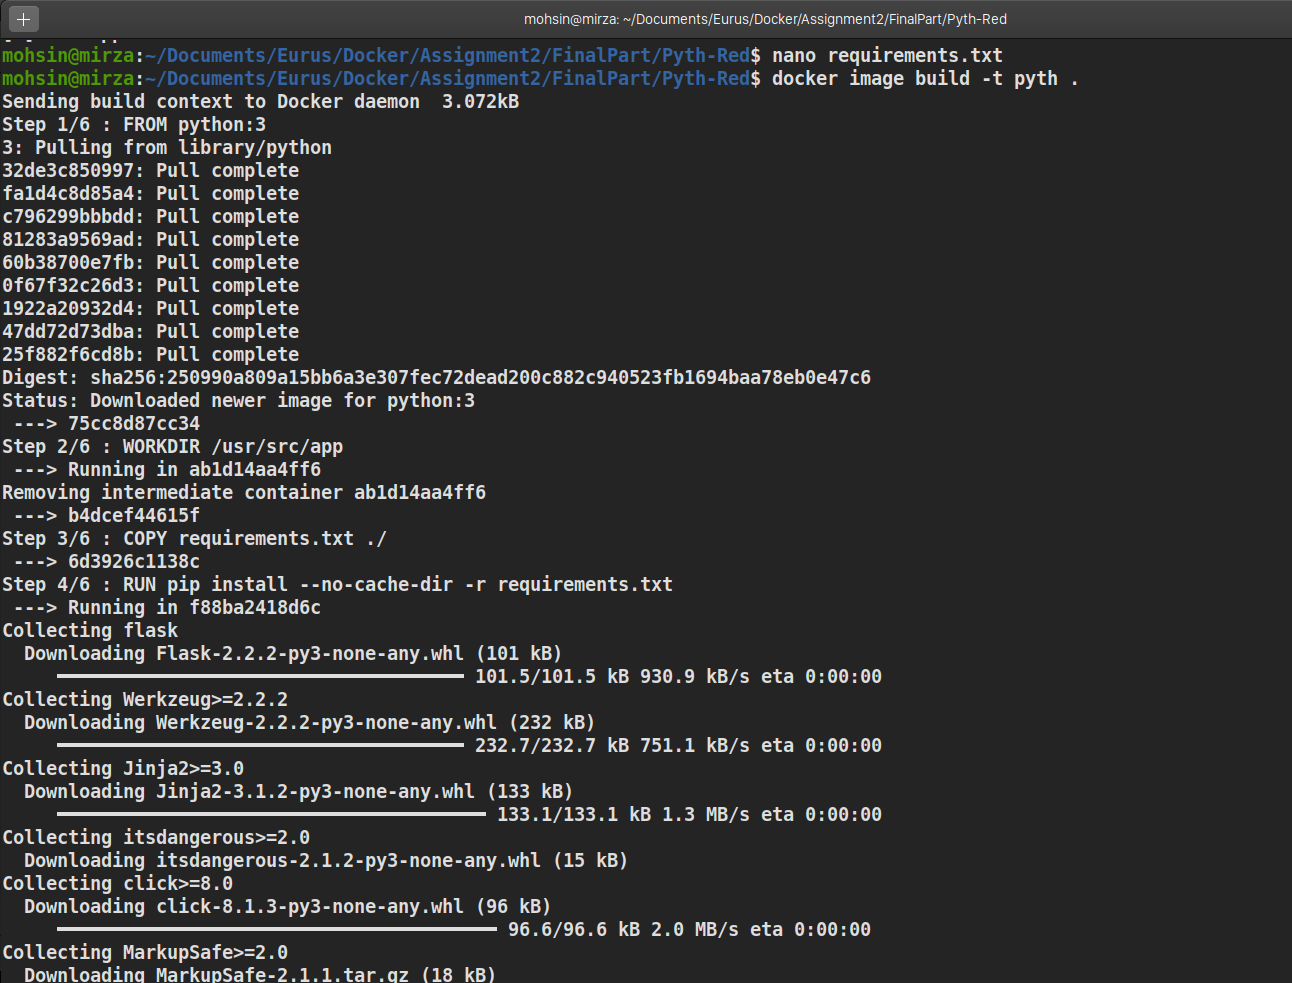 mohsin@mirza: ~/Documents/Eurus/Docker/Assignment2/FinalPart/Pyth-Red
mohsin@mirza:~/Documents/Eurus/Docker/Assignment2/FinalPart/Pyth-Red$ nano requirements.txt
mohsin@mirza:~/Documents/Eurus/Docker/Assignment2/FinalPart/Pyth-Red$ docker image build -t pyth .
Sending build context to Docker daemon  3.072kB
Step 1/6 : FROM python:3
3: Pulling from library/python
32de3c850997: Pull complete
fa1d4c8d85a4: Pull complete
c796299bbbdd: Pull complete
81283a9569ad: Pull complete
60b38700e7fb: Pull complete
0f67f32c26d3: Pull complete
1922a20932d4: Pull complete
47dd72d73dba: Pull complete
25f882f6cd8b: Pull complete
Digest: sha256:250990a809a15bb6a3e307fec72dead200c882c940523fb1694baa78eb0e47c6
Status: Downloaded newer image for python:3
 ---> 75cc8d87cc34
Step 2/6 : WORKDIR /usr/src/app
 ---> Running in ab1d14aa4ff6
Removing intermediate container ab1d14aa4ff6
 ---> b4dcef44615f
Step 3/6 : COPY requirements.txt ./
 ---> 6d3926c1138c
Step 4/6 : RUN pip install --no-cache-dir -r requirements.txt
 ---> Running in f88ba2418d6c
Collecting flask
  Downloading Flask-2.2.2-py3-none-any.whl (101 kB)
     101.5/101.5 kB 930.9 kB/s eta 0:00:00
Collecting Werkzeug>=2.2.2
  Downloading Werkzeug-2.2.2-py3-none-any.whl (232 kB)
     232.7/232.7 kB 751.1 kB/s eta 0:00:00
Collecting Jinja2>=3.0
  Downloading Jinja2-3.1.2-py3-none-any.whl (133 kB)
     133.1/133.1 kB 1.3 MB/s eta 0:00:00
Collecting itsdangerous>=2.0
  Downloading itsdangerous-2.1.2-py3-none-any.whl (15 kB)
Collecting click>=8.0
  Downloading click-8.1.3-py3-none-any.whl (96 kB)
     96.6/96.6 kB 2.0 MB/s eta 0:00:00
Collecting MarkupSafe>=2.0
  Downloading MarkupSafe-2.1.1.tar.gz (18 kB)